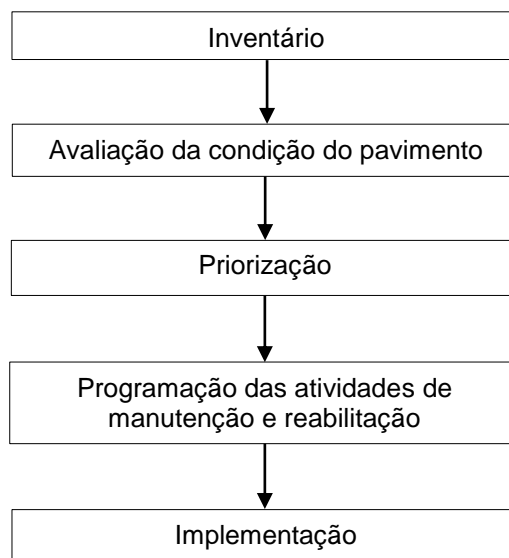 Inventário
Avaliação da condição do pavimento
Priorização
Programação das atividades de
manutenção e reabilitação
Implementação